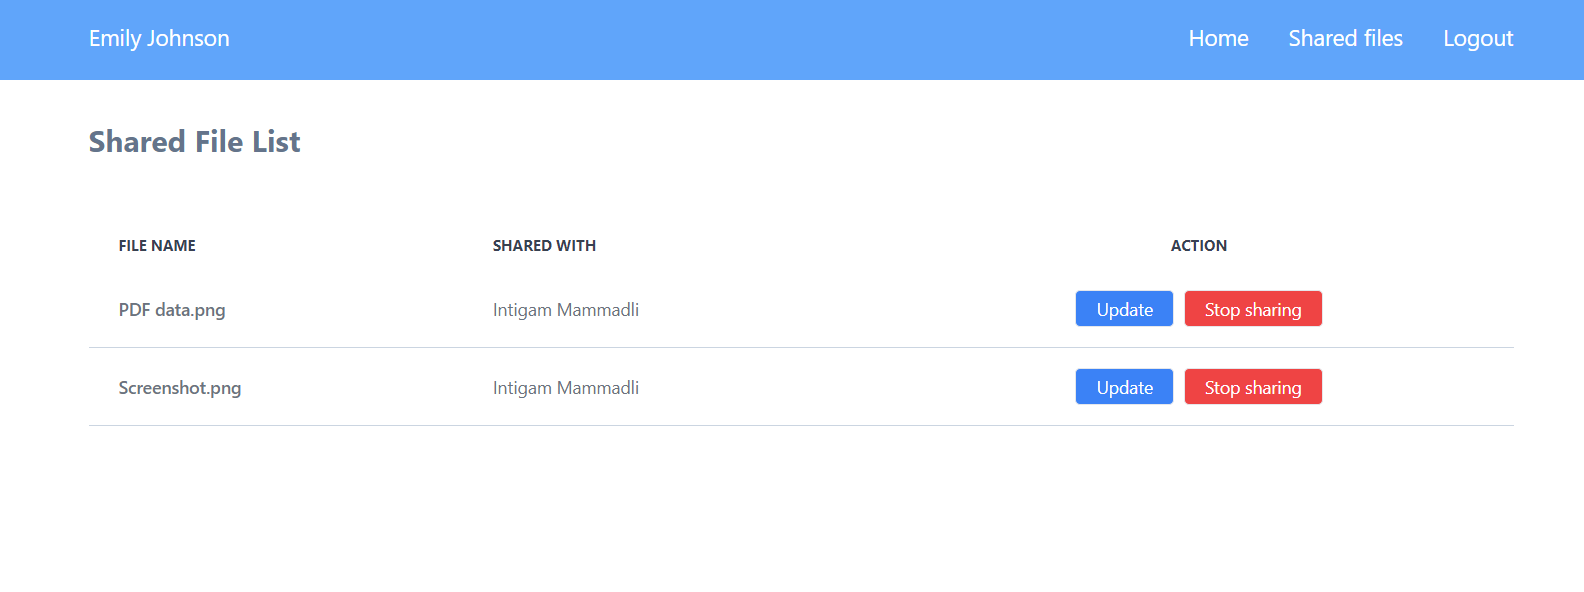 Emily Johnson Home Shared files Logout
Shared File List
FILE NAME SHARED WITH ACTION
PDF data.png Intigam Mammadli Update Stop sharing
Screenshot.png Intigam Mammadli Update Stop sharing